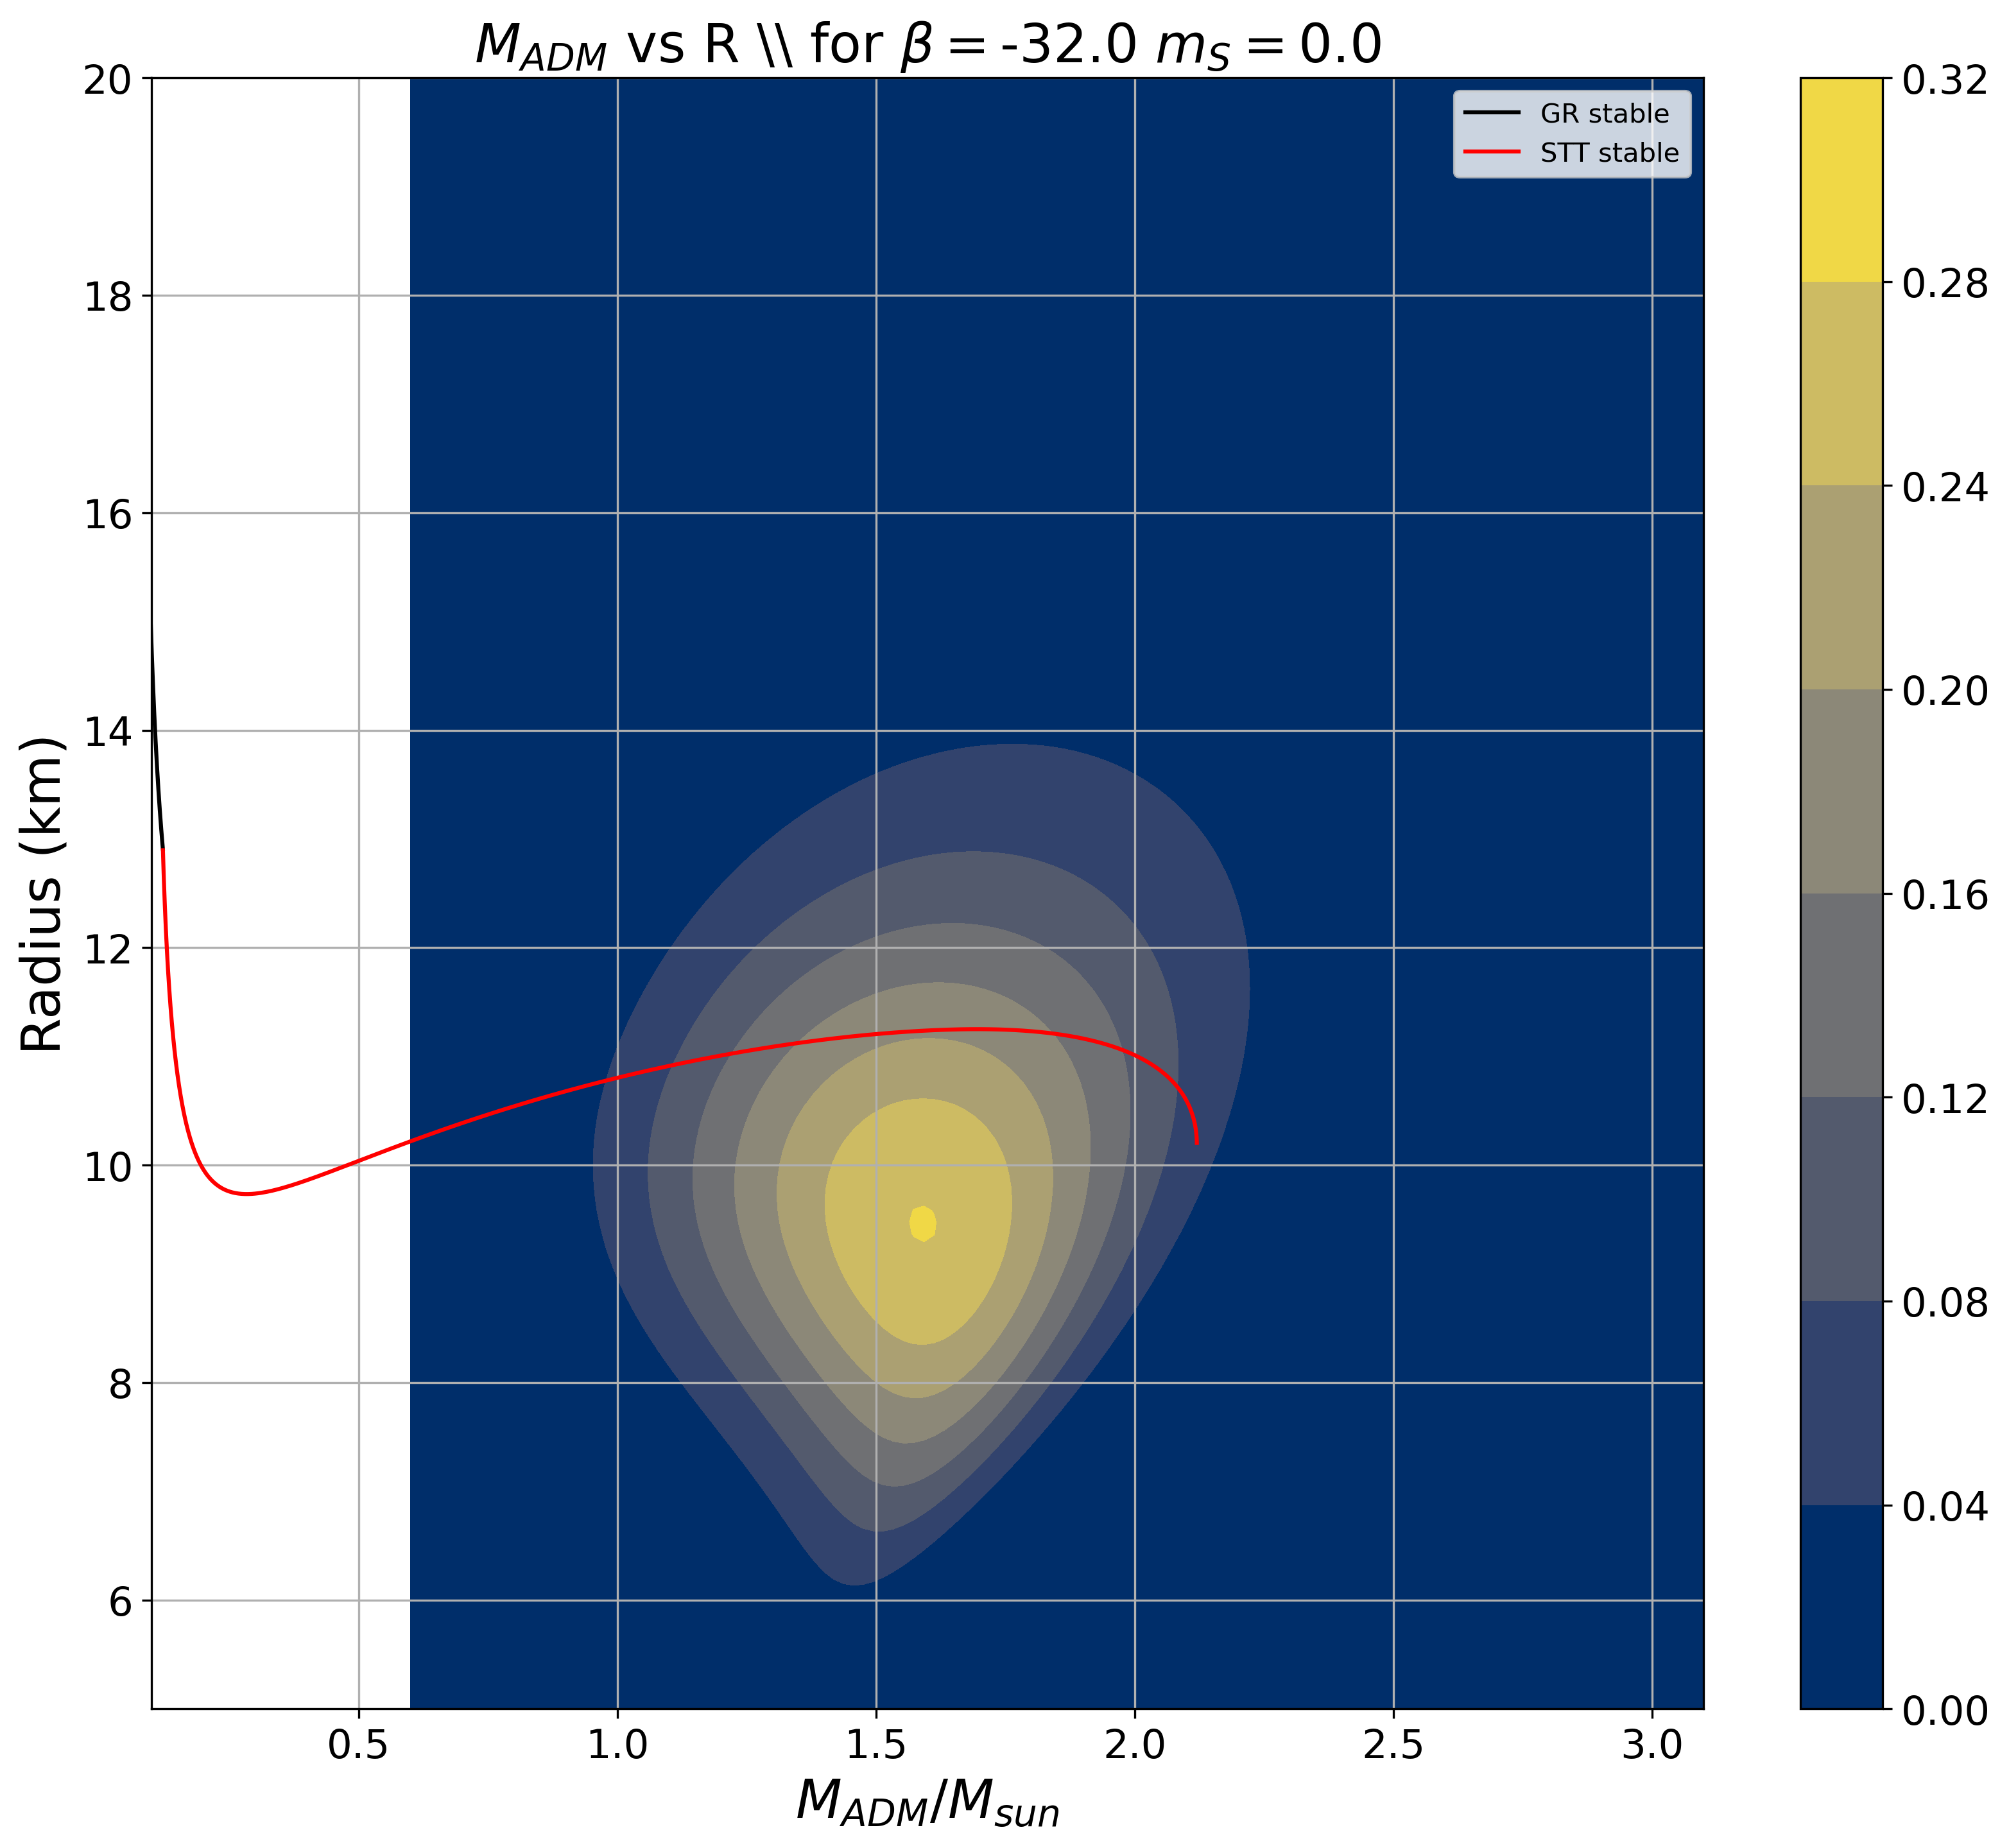 M_ADM vs R \\ for β = -32.0 m_S = 0.0
GR stable
STT stable
20
18
16
14
12
10
8
6
Radius (km)
0.5 1.0 1.5 2.0 2.5 3.0
M_ADM/M_sun
0.32
0.28
0.24
0.20
0.16
0.12
0.08
0.04
0.00